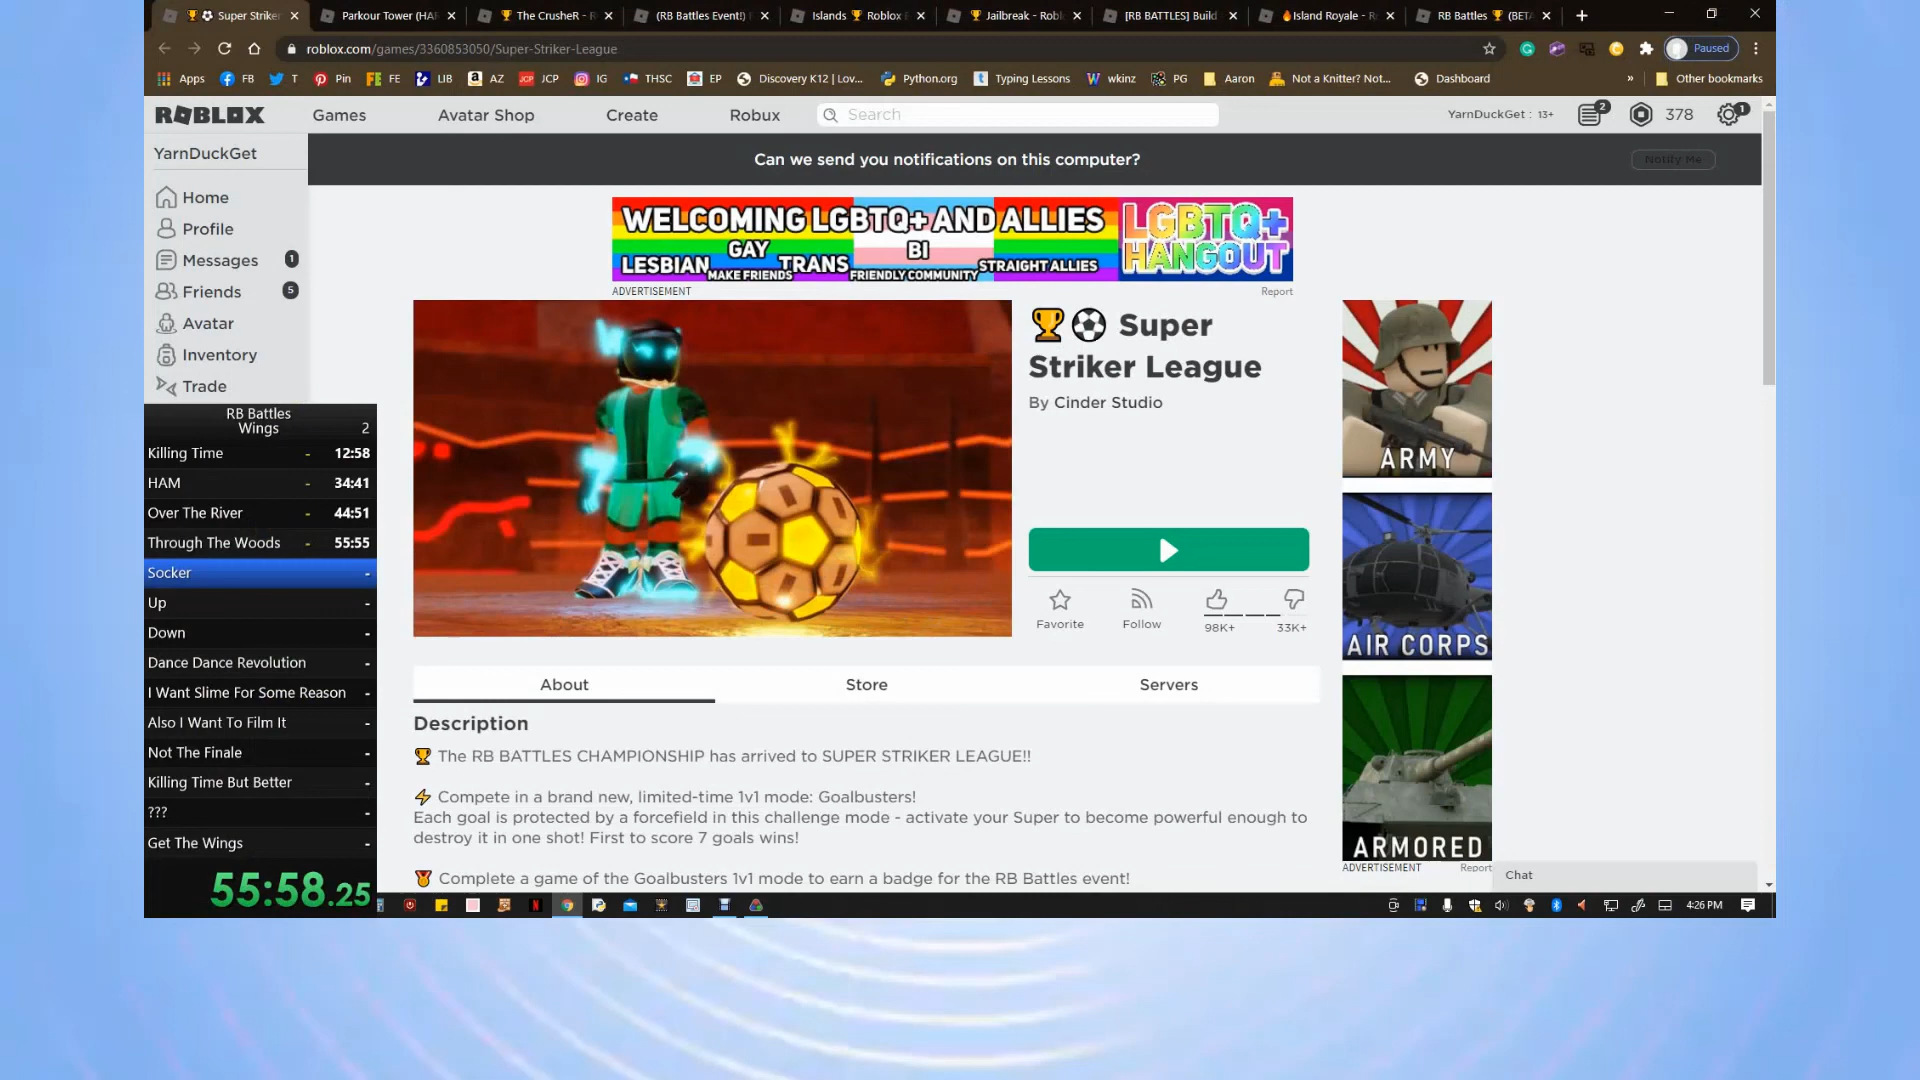 Super Striker
Parkour Tower (HAR
The CrusheR - R
(RB Battles Event!)
Islands Roblox
Jailbreak - Robl
[RB BATTLES] Build
Island Royale - R
RB Battles (BETA
roblox.com/games/3360853050/Super-Striker-League
Paused
Apps FB T Pin FE LIB AZ JCP IG THSC EP Discovery K12 | Lov... Python.org Typing Lessons wkinz PG Aaron Not a Knitter? Not... Dashboard » Other bookmarks
ROBLOX Games Avatar Shop Create Robux Search YarnDuckGet : 13+ 2 378 1
YarnDuckGet
Can we send you notifications on this computer? Notify Me
Home
Profile
Messages 1
Friends 5
Avatar
Inventory
Trade
WELCOMING LGBTQ+ AND ALLIES
GAY BI
LESBIAN MAKE FRIENDS TRANS FRIENDLY COMMUNITY STRAIGHT ALLIES
LGBTQ+
HANGOUT
ADVERTISEMENT Report
Super
Striker League
By Cinder Studio
Favorite Follow 98K+ 33K+
ARMY
AIR CORPS
ARMORED
ADVERTISEMENT Report
RB Battles
Wings 2
Killing Time - 12:58
HAM - 34:41
Over The River - 44:51
Through The Woods - 55:55
Socker -
Up -
Down -
Dance Dance Revolution -
I Want Slime For Some Reason -
Also I Want To Film It -
Not The Finale -
Killing Time But Better -
??? -
Get The Wings -
55:58.25
About Store Servers
Description
🏆 The RB BATTLES CHAMPIONSHIP has arrived to SUPER STRIKER LEAGUE!!
⚡ Compete in a brand new, limited-time 1v1 mode: Goalbusters!
Each goal is protected by a forcefield in this challenge mode - activate your Super to become powerful enough to
destroy it in one shot! First to score 7 goals wins!
🏅 Complete a game of the Goalbusters 1v1 mode to earn a badge for the RB Battles event!
Chat
4:26 PM